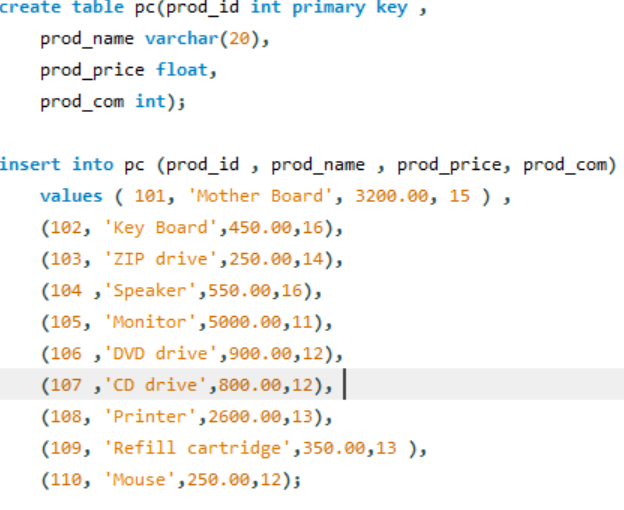 create table pc(prod_id int primary key ,
prod_name varchar(20),
prod_price float,
prod_com int);
insert into pc (prod_id , prod_name , prod_price, prod_com)
values ( 101, 'Mother Board', 3200.00, 15 ) ,
(102, 'Key Board',450.00,16),
(103, 'ZIP drive',250.00,14),
(104 ,'Speaker',550.00,16),
(105, 'Monitor',5000.00,11),
(106 ,'DVD drive',900.00,12),
(107 ,'CD drive',800.00,12),
(108, 'Printer',2600.00,13),
(109, 'Refill cartridge',350.00,13 ),
(110, 'Mouse',250.00,12);